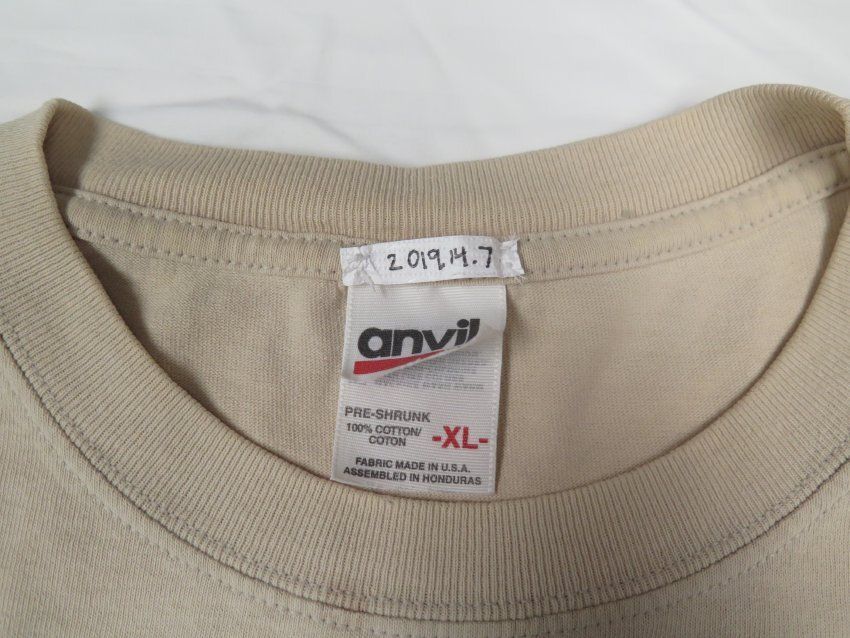 2019.14.7
anvil
PRE-SHRUNK
100% COTTON/
COTON
-XL-
FABRIC MADE IN U.S.A.
ASSEMBLED IN HONDURAS